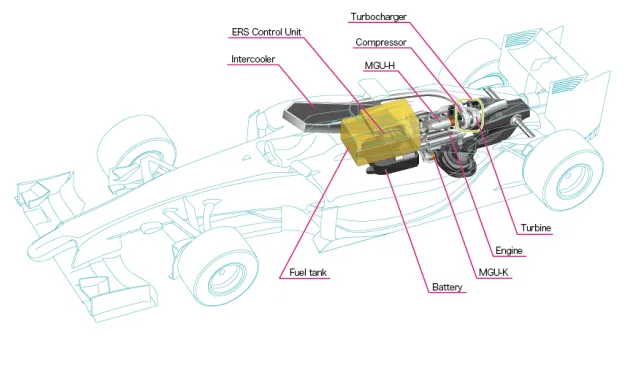 Turbocharger
ERS Control Unit
Compressor
Intercooler
MGU-H
Turbine
Engine
Fuel tank
MGU-K
Battery